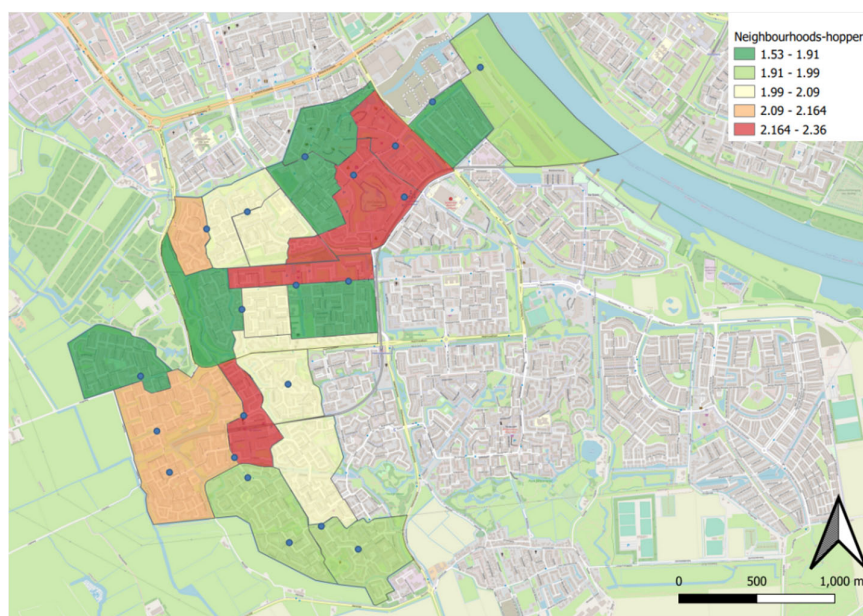 Neighbourhoods-hopper
1.53 - 1.91
1.91 - 1.99
1.99 - 2.09
2.09 - 2.164
2.164 - 2.36
0 500 1,000 m